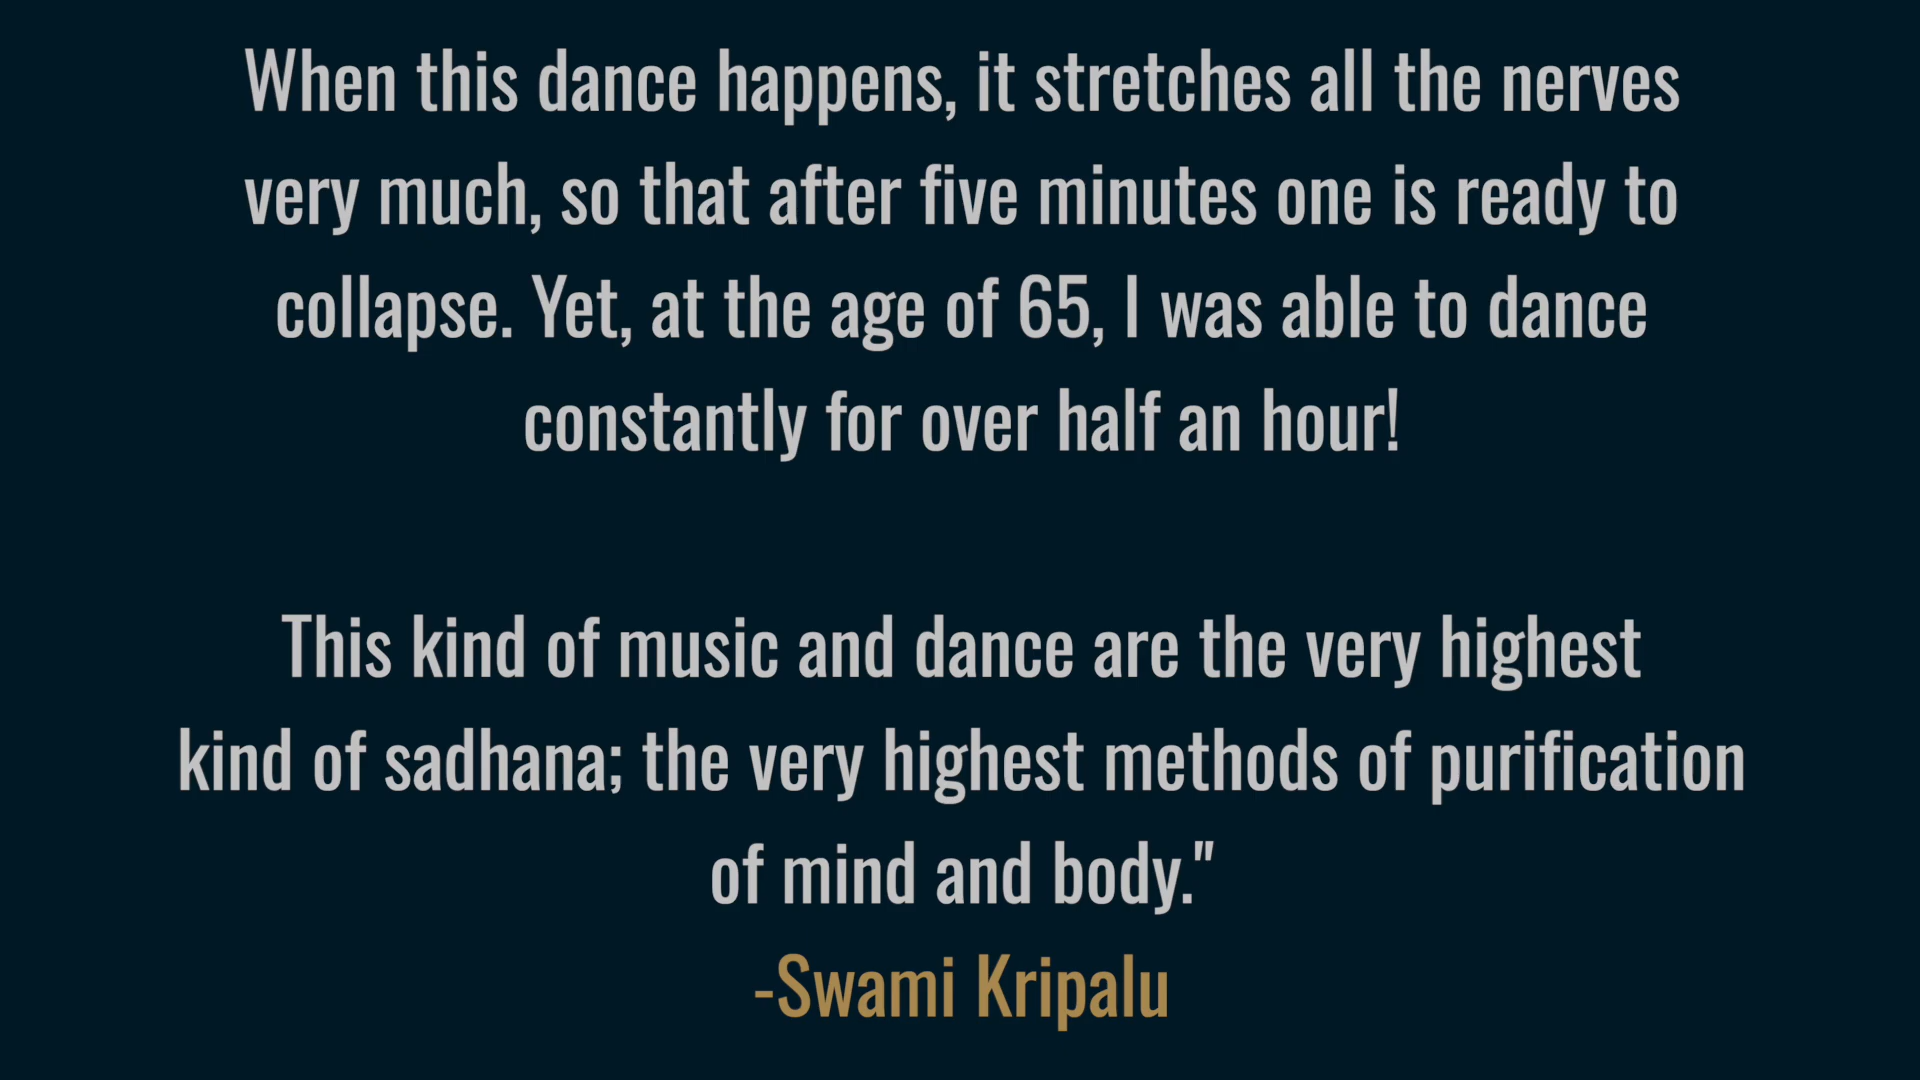 When this dance happens, it stretches all the nerves
very much, so that after five minutes one is ready to
collapse. Yet, at the age of 65, I was able to dance
constantly for over half an hour!
This kind of music and dance are the very highest
kind of sadhana; the very highest methods of purification
of mind and body."
-Swami Kripalu